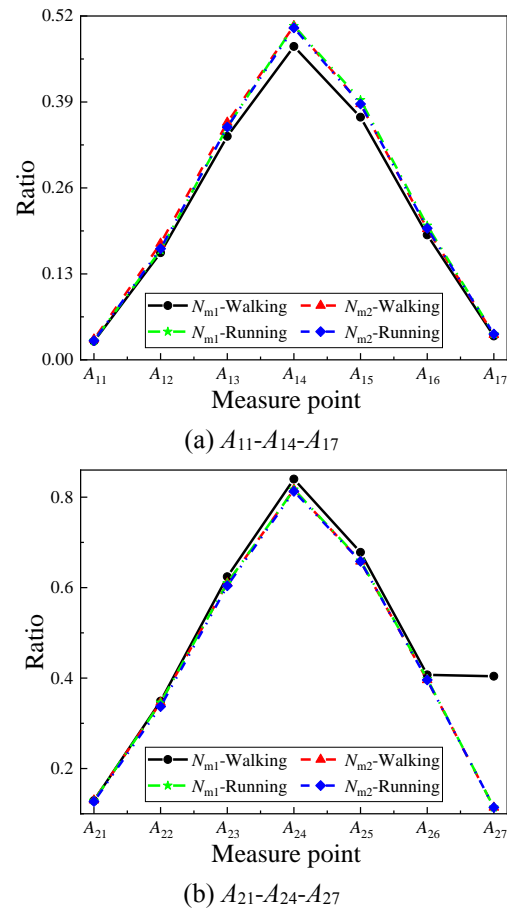 0.52
0.39
0.26
0.13
0.00
Ratio
Nm1-Walking Nm2-Walking
Nm1-Running Nm2-Running
A11 A12 A13 A14 A15 A16 A17
Measure point
(a) A11-A14-A17
0.8
0.6
0.4
0.2
Ratio
Nm1-Walking Nm2-Walking
Nm1-Running Nm2-Running
A21 A22 A23 A24 A25 A26 A27
Measure point
(b) A21-A24-A27